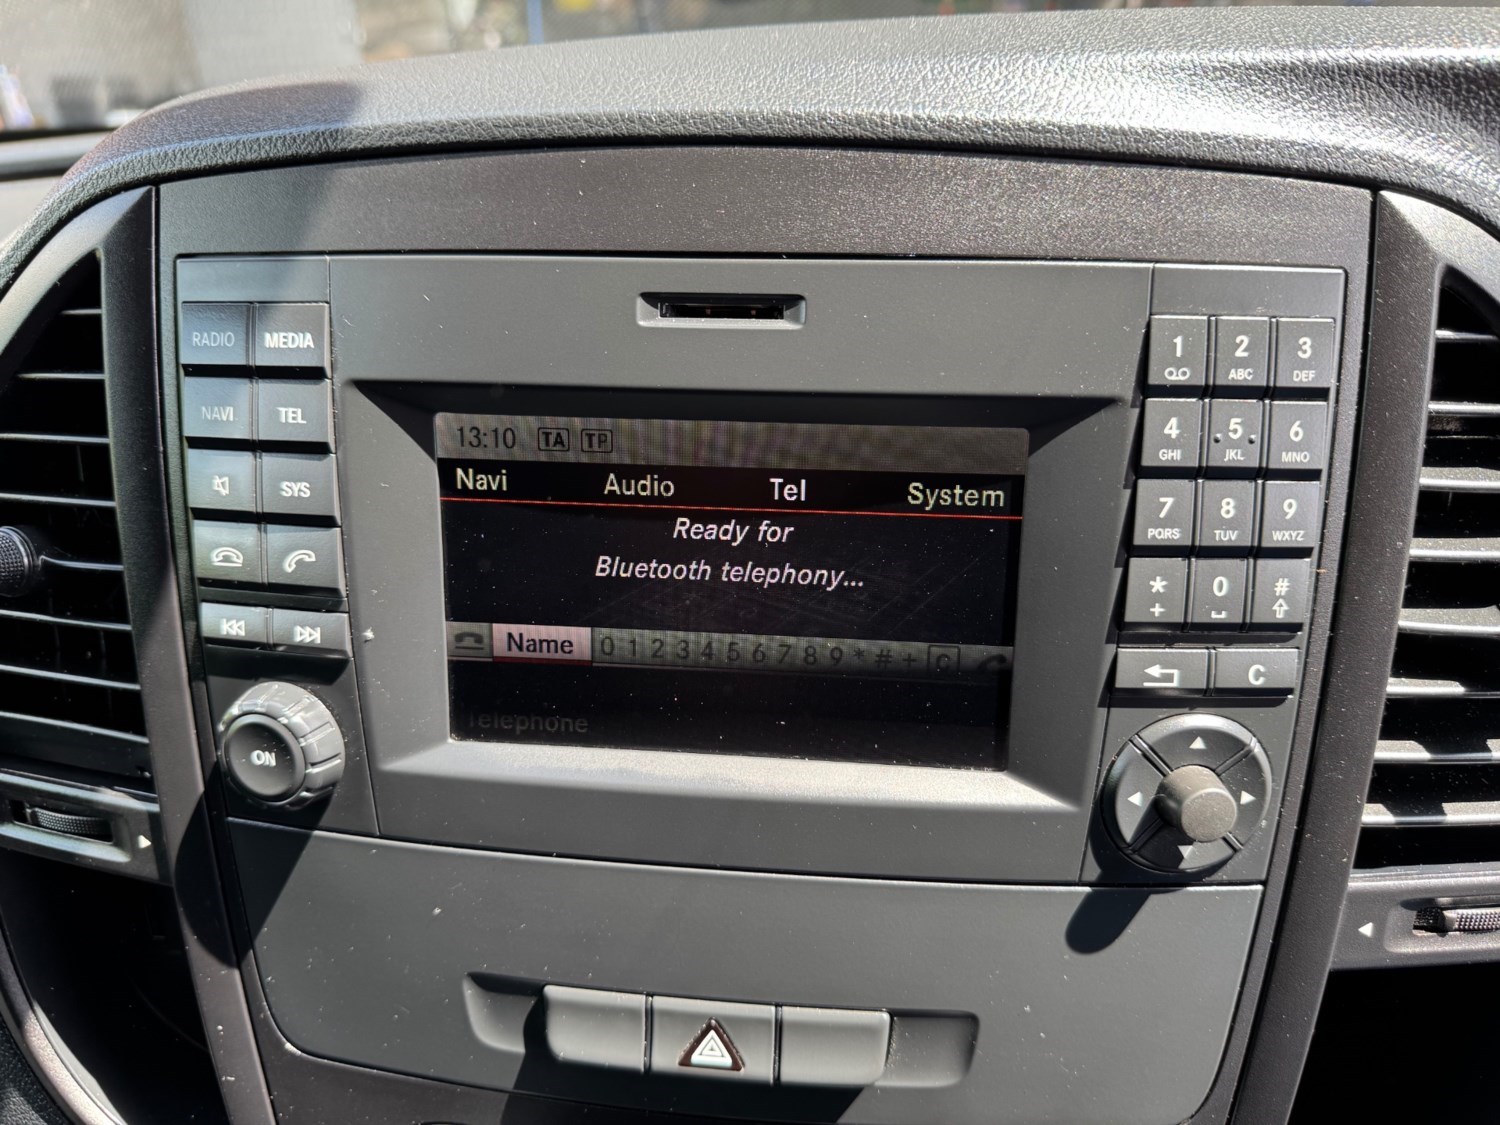 RADIO MEDIA
NAVI TEL
SYS
ON
13:10 TA TP
Navi Audio Tel System
Ready for
Bluetooth telephony...
Name 0 1 2 3 4 5 6 7 8 9 * # + C
Telephone
1 2 3
ABC DEF
4 5 6
GHI JKL MNO
7 8 9
PQRS TUV WXYZ
* 0 #
+
C